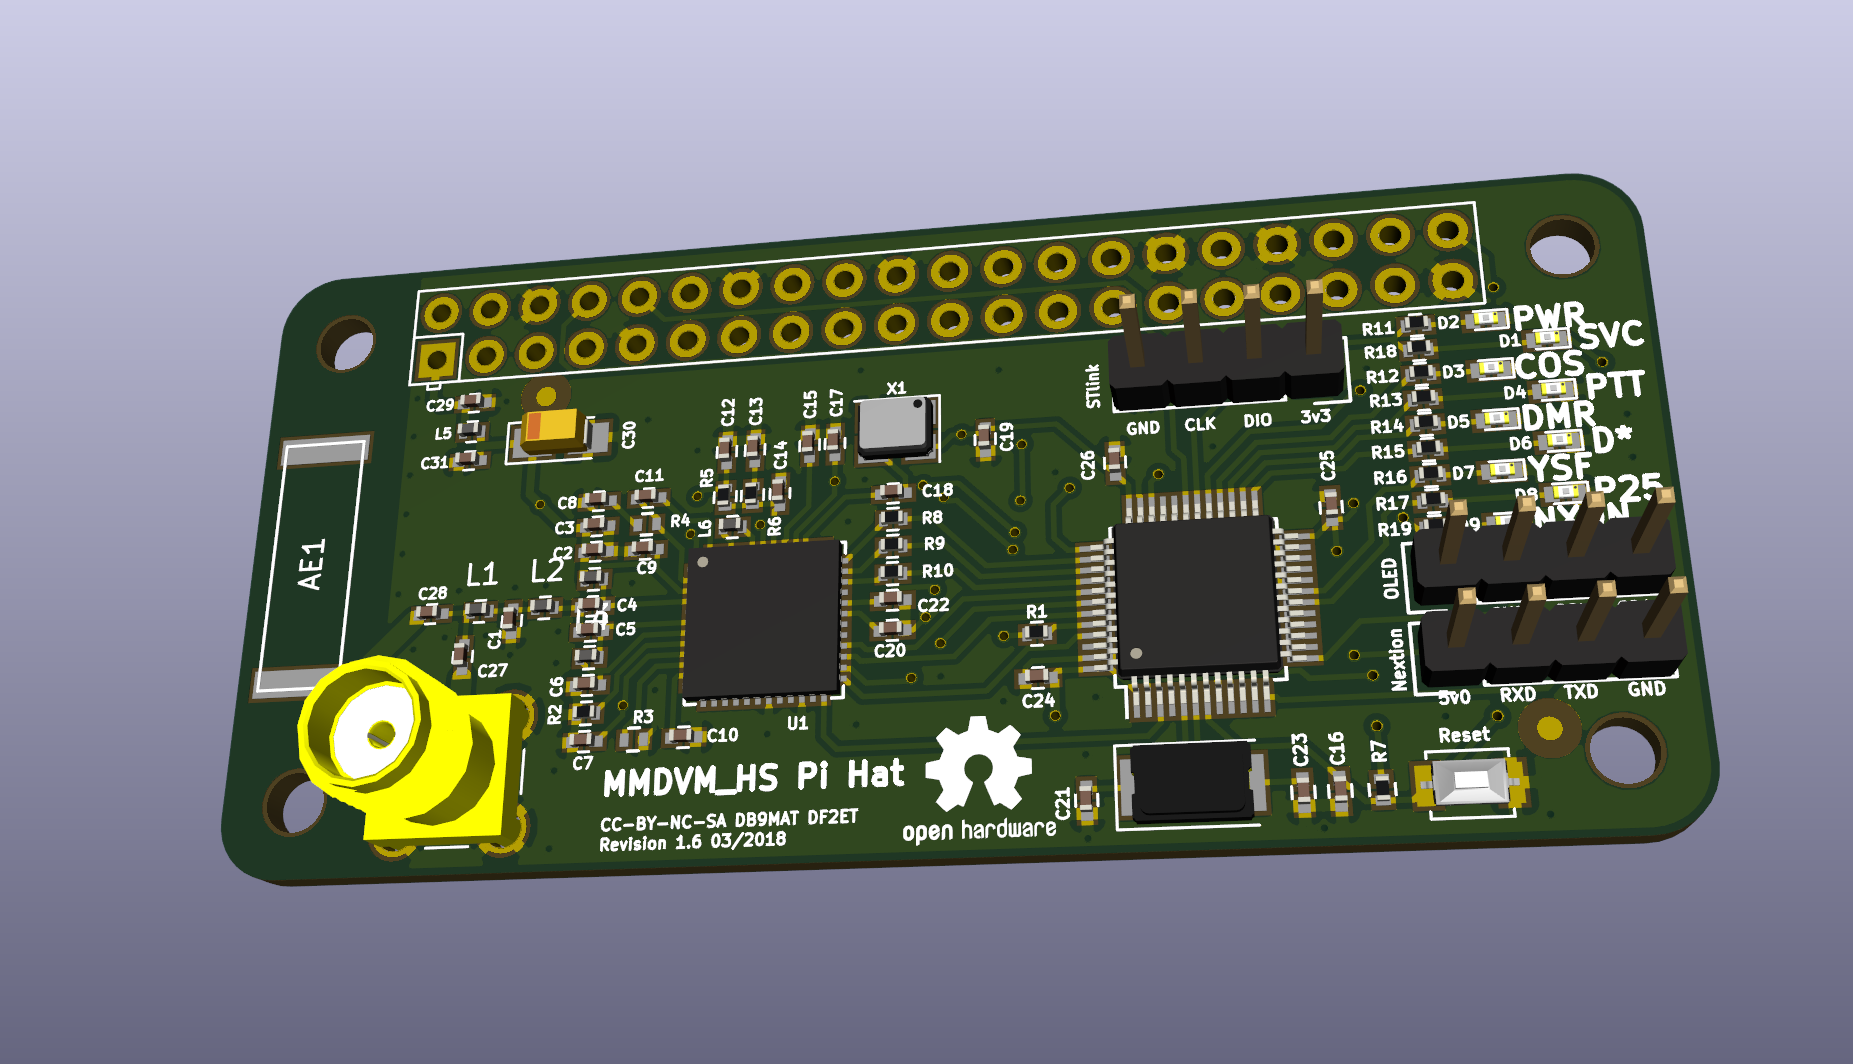 R11 D2 PWR
D1 SVC
R18
R12 D3 COS
D4 PTT
R13
R14 D5 DMR
D6 D*
R15
R16 D7 YSF
D8 P25
R17
R19
STlink
GND CLK DIO 3v3
X1
C29
L5
C31
C30
C12
C13
C15
C17
C14
C19
C26
C25
C11
C8
C3
C2
R4
C9
R5
L6
R6
C18
R8
R9
R10
C22
C20
AE1
L1
L2
C28
C1
C27
C4
C5
C6
R2
C7
R3
C10
U1
R1
C24
OLED
Nextion
5v0 RXD TXD GND
Reset
C21
C23
C16
R7
MMDVM_HS Pi Hat
CC-BY-NC-SA DB9MAT DF2ET
Revision 1.6 03/2018
open hardware